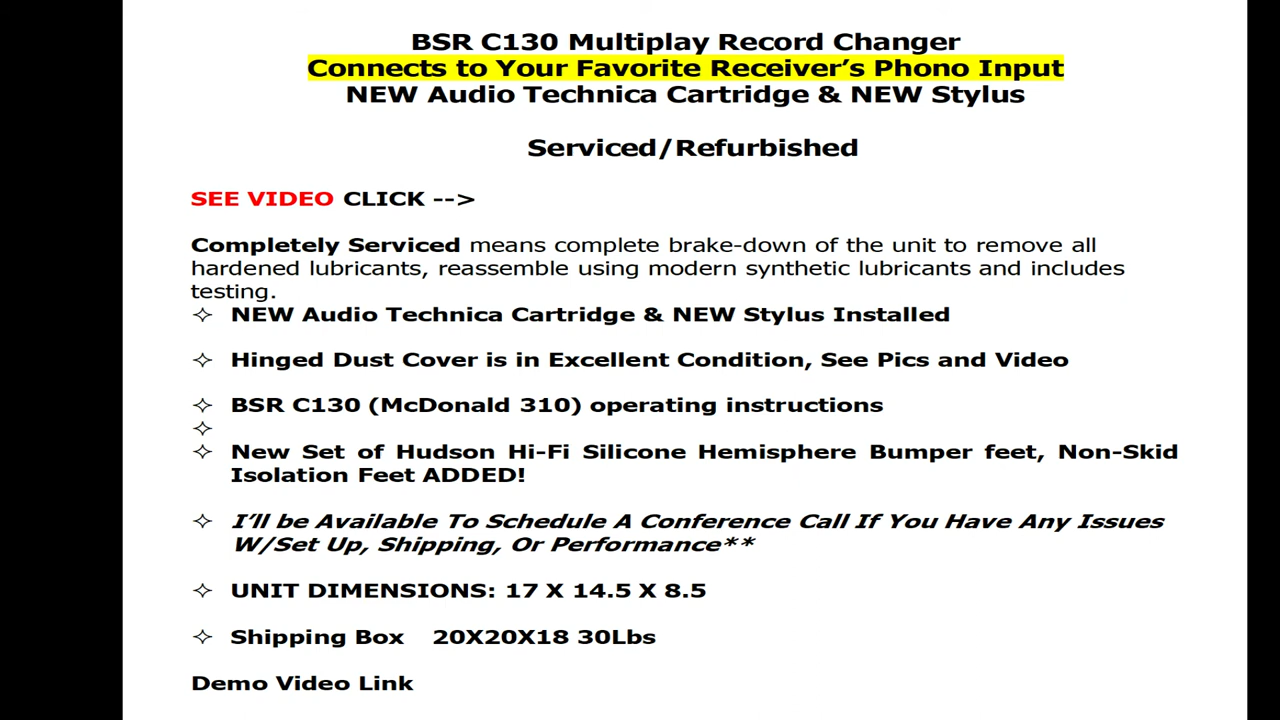 BSR C130 Multiplay Record Changer
Connects to Your Favorite Receiver’s Phono Input
NEW Audio Technica Cartridge & NEW Stylus
Serviced/Refurbished
SEE VIDEO CLICK -->
Completely Serviced means complete brake-down of the unit to remove all
hardened lubricants, reassemble using modern synthetic lubricants and includes
testing.
✧ NEW Audio Technica Cartridge & NEW Stylus Installed
✧ Hinged Dust Cover is in Excellent Condition, See Pics and Video
✧ BSR C130 (McDonald 310) operating instructions
✧
✧ New Set of Hudson Hi-Fi Silicone Hemisphere Bumper feet, Non-Skid
Isolation Feet ADDED!
✧ I’ll be Available To Schedule A Conference Call If You Have Any Issues
W/Set Up, Shipping, Or Performance**
✧ UNIT DIMENSIONS: 17 X 14.5 X 8.5
✧ Shipping Box 20X20X18 30Lbs
Demo Video Link